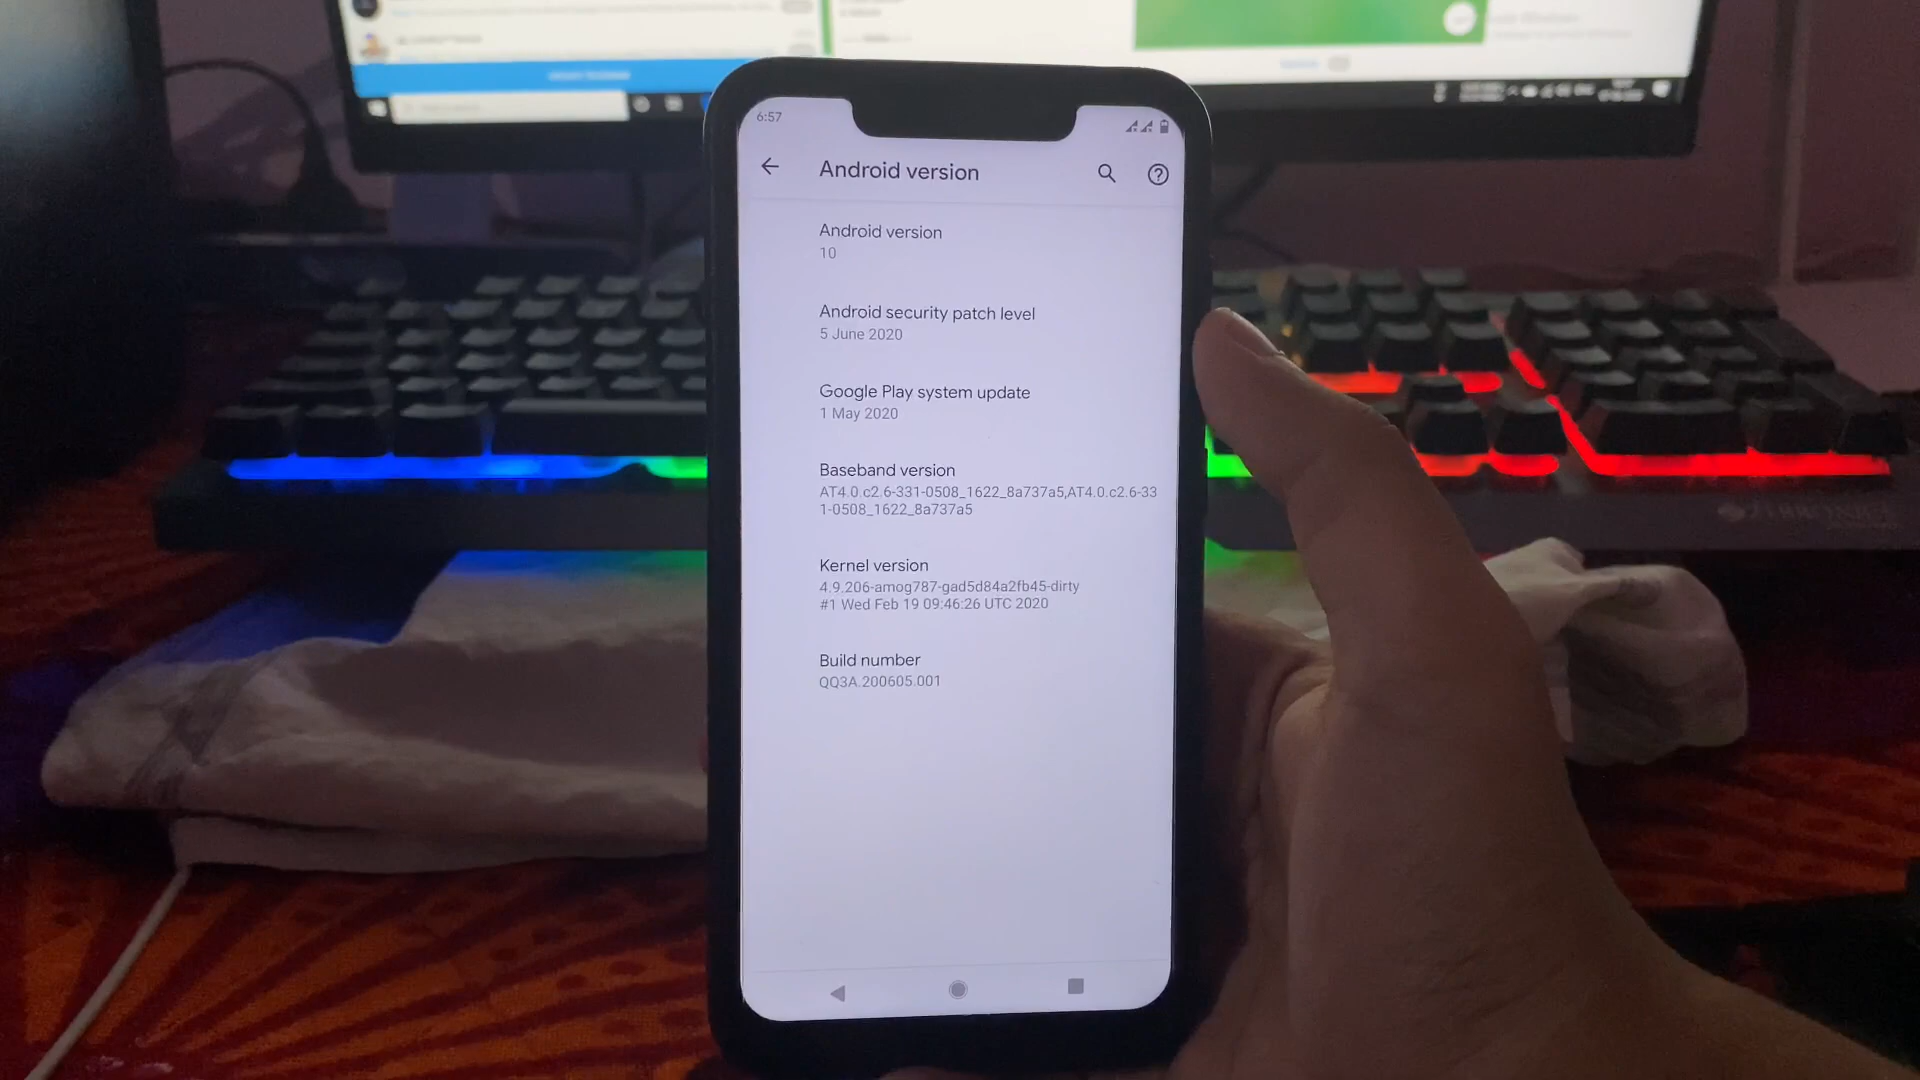 6:57
Android version
Android version
10
Android security patch level
5 June 2020
Google Play system update
1 May 2020
Baseband version
AT4.0.c2.6-331-0508_1622_8a737a5,AT4.0.c2.6-33
1-0508_1622_8a737a5
Kernel version
4.9.206-amog787-gad5d84a2fb45-dirty
#1 Wed Feb 19 09:46:26 UTC 2020
Build number
QQ3A.200605.001